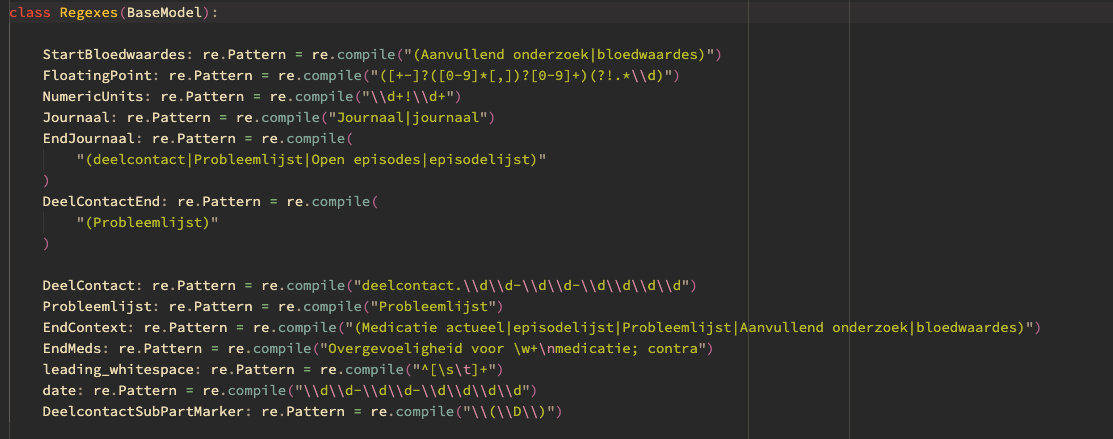 class Regexes(BaseModel):
StartBloedwaardes: re.Pattern = re.compile("(Aanvullend onderzoek|bloedwaardes)")
FloatingPoint: re.Pattern = re.compile("([+-]?([0-9]*[,])?[0-9]+)(?!.*\\d)")
NumericUnits: re.Pattern = re.compile("\\d+!\\d+")
Journaal: re.Pattern = re.compile("Journaal|journaal")
EndJournaal: re.Pattern = re.compile(
"(deelcontact|Probleemlijst|Open episodes|episodelijst)"
)
DeelContactEnd: re.Pattern = re.compile(
"(Probleemlijst)"
)
DeelContact: re.Pattern = re.compile("deelcontact.\\d\\d-\\d\\d-\\d\\d\\d\\d")
Probleemlijst: re.Pattern = re.compile("Probleemlijst")
EndContext: re.Pattern = re.compile("(Medicatie actueel|episodelijst|Probleemlijst|Aanvullend onderzoek|bloedwaardes)")
EndMeds: re.Pattern = re.compile("Overgevoeligheid voor \w+\nmedicatie; contra")
leading_whitespace: re.Pattern = re.compile("^[\s\t]+")
date: re.Pattern = re.compile("\\d\\d-\\d\\d-\\d\\d\\d\\d")
DeelcontactSubPartMarker: re.Pattern = re.compile("\\(\\D\\)")